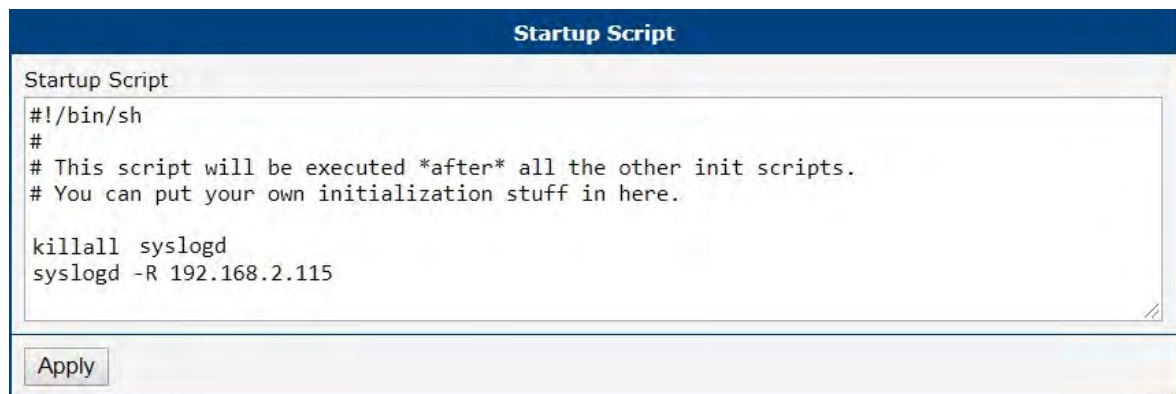 Startup Script
Startup Script
#!/bin/sh
#
# This script will be executed *after* all the other init scripts.
# You can put your own initialization stuff in here.
killall syslogd
syslogd -R 192.168.2.115
Apply